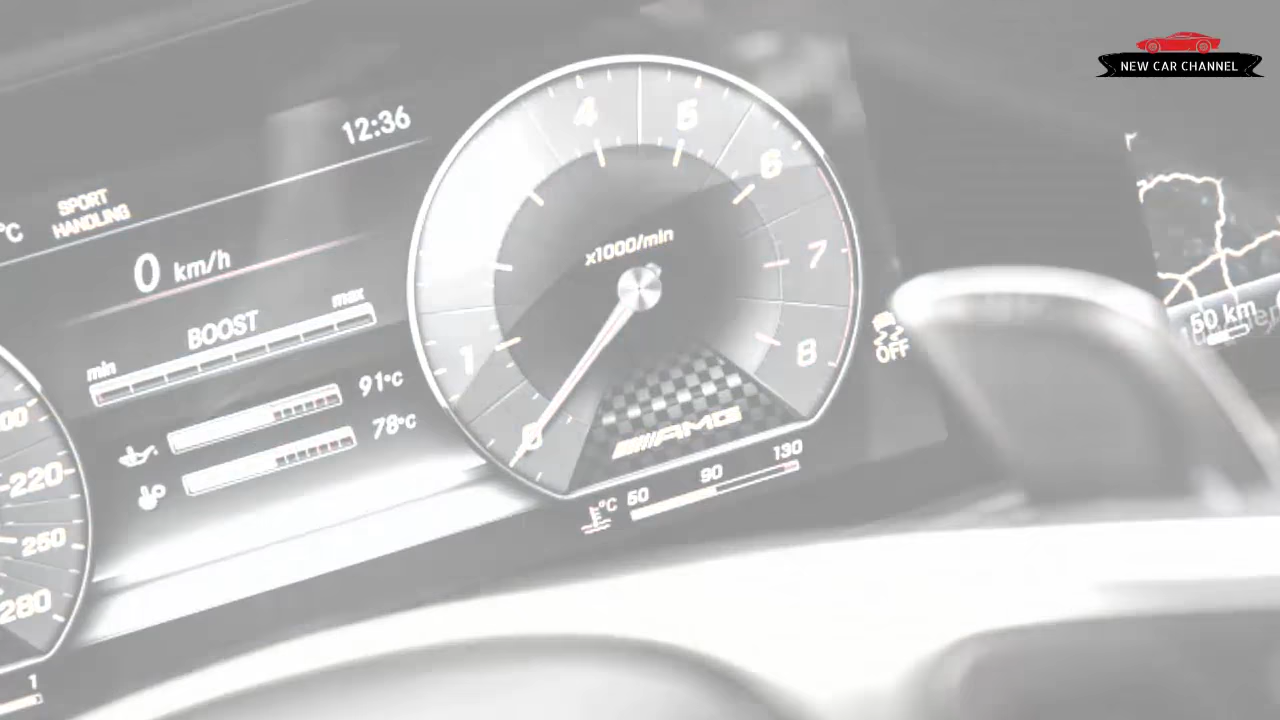 NEW CAR CHANNEL
12:36
°C
SPORT
HANDLING
0 km/h
BOOST
min
max
91°C
78°C
4
5
6
7
8
1
0
x1000/min
AMG
OFF
50 km
°C 50 90 130
220
250
280
1